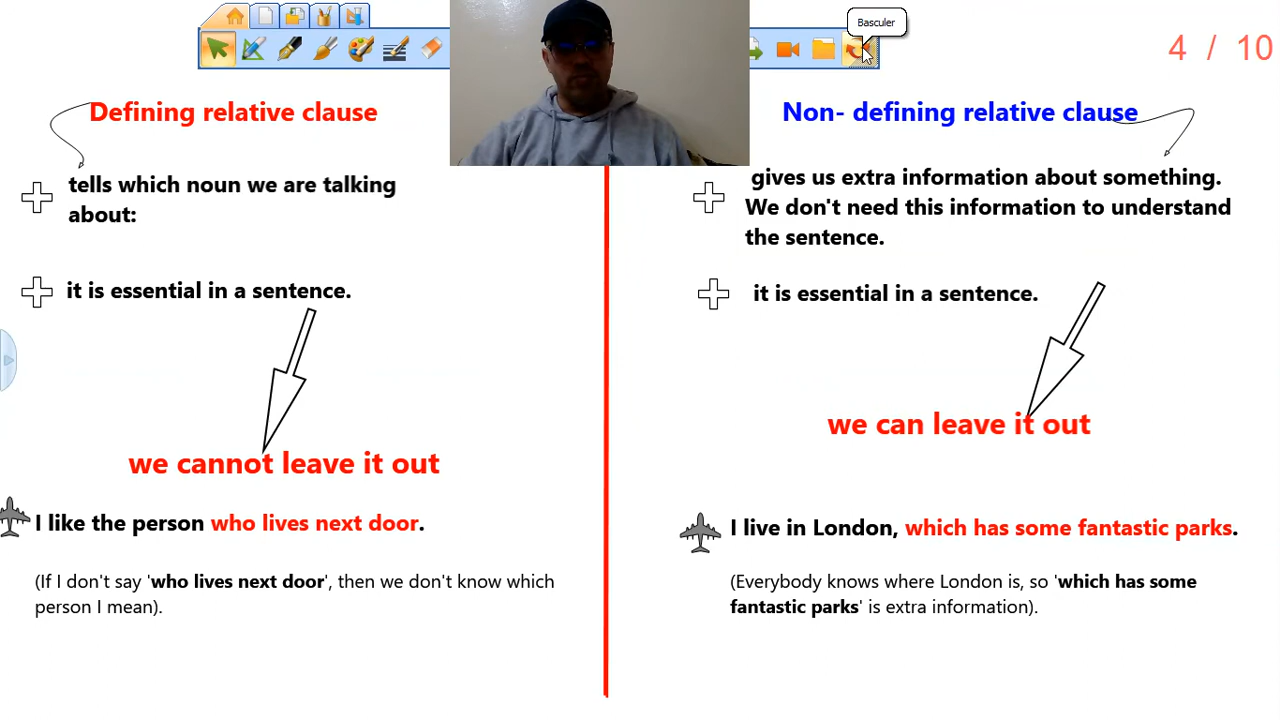 Basculer
4 / 10
Defining relative clause
tells which noun we are talking
about:
it is essential in a sentence.
we cannot leave it out
I like the person who lives next door.
(If I don't say 'who lives next door', then we don't know which
person I mean).
Non- defining relative clause
gives us extra information about something.
We don't need this information to understand
the sentence.
it is essential in a sentence.
we can leave it out
I live in London, which has some fantastic parks.
(Everybody knows where London is, so 'which has some
fantastic parks' is extra information).